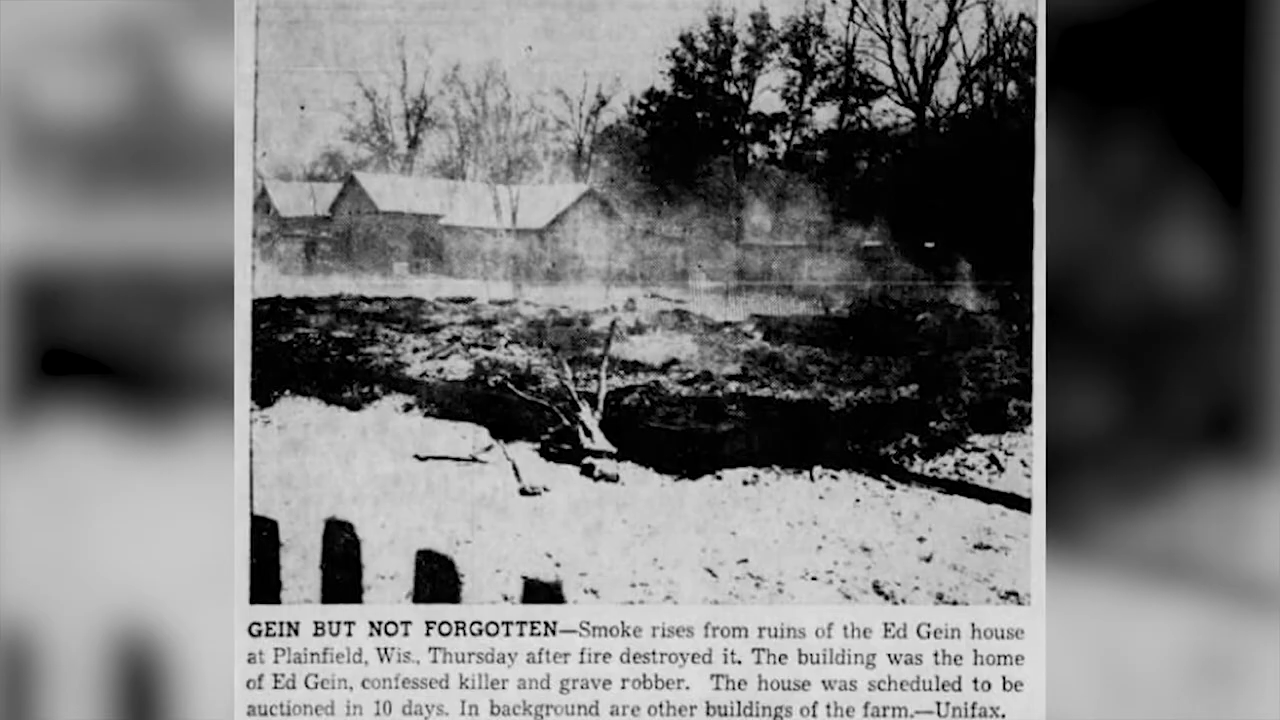 GEIN BUT NOT FORGOTTEN—Smoke rises from ruins of the Ed Gein house
at Plainfield, Wis., Thursday after fire destroyed it. The building was the home
of Ed Gein, confessed killer and grave robber. The house was scheduled to be
auctioned in 10 days. In background are other buildings of the farm.—Unifax.